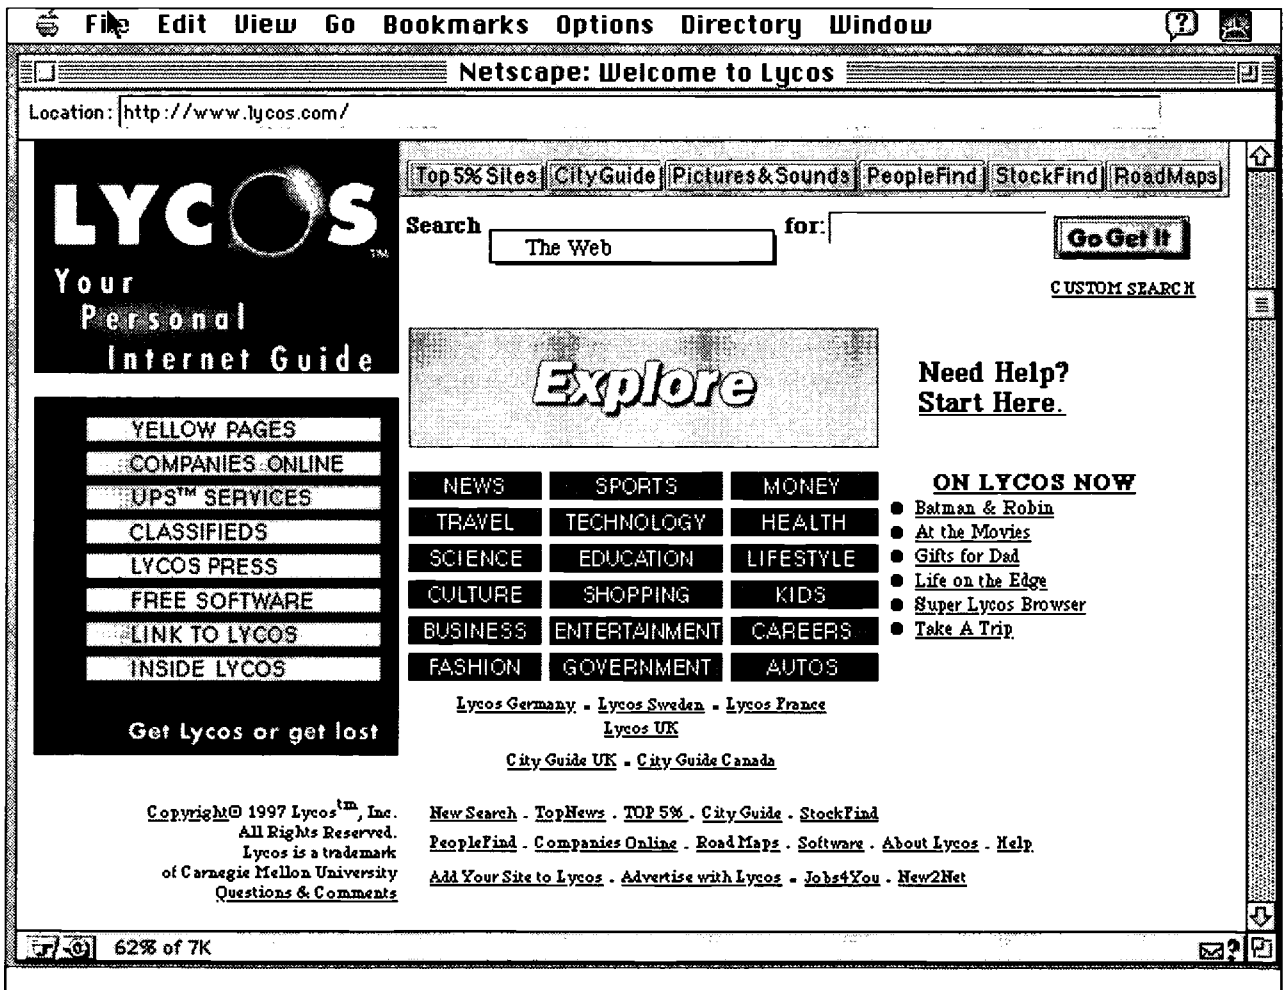 File Edit View Go Bookmarks Options Directory Window
Netscape: Welcome to Lycos
Location: http://www.lycos.com/
LYCOS™
Your
Personal
Internet Guide
Top 5% Sites CityGuide Pictures & Sounds PeopleFind StockFind RoadMaps
Search The Web for: Go Get It
CUSTOM SEARCH
Explore
Need Help?
Start Here.
YELLOW PAGES
COMPANIES ONLINE
UPS™ SERVICES
CLASSIFIEDS
LYCOS PRESS
FREE SOFTWARE
LINK TO LYCOS
INSIDE LYCOS
Get Lycos or get lost
NEWS SPORTS MONEY
TRAVEL TECHNOLOGY HEALTH
SCIENCE EDUCATION LIFESTYLE
CULTURE SHOPPING KIDS
BUSINESS ENTERTAINMENT CAREERS
FASHION GOVERNMENT AUTOS
ON LYCOS NOW
Batman & Robin
At the Movies
Gifts for Dad
Life on the Edge
Super Lycos Browser
Take A Trip
Lycos Germany - Lycos Sweden - Lycos France
Lycos UK
City Guide UK - City Guide Canada
Copyright© 1997 Lycos™, Inc.
All Rights Reserved.
Lycos is a trademark
of Carnegie Mellon University
Questions & Comments
New Search - TopNews - TOP 5% - City Guide - StockFind
PeopleFind - Companies Online - Road Maps - Software - About Lycos - Help
Add Your Site to Lycos - Advertise with Lycos - Jobs4You - New2Net
62% of 7K